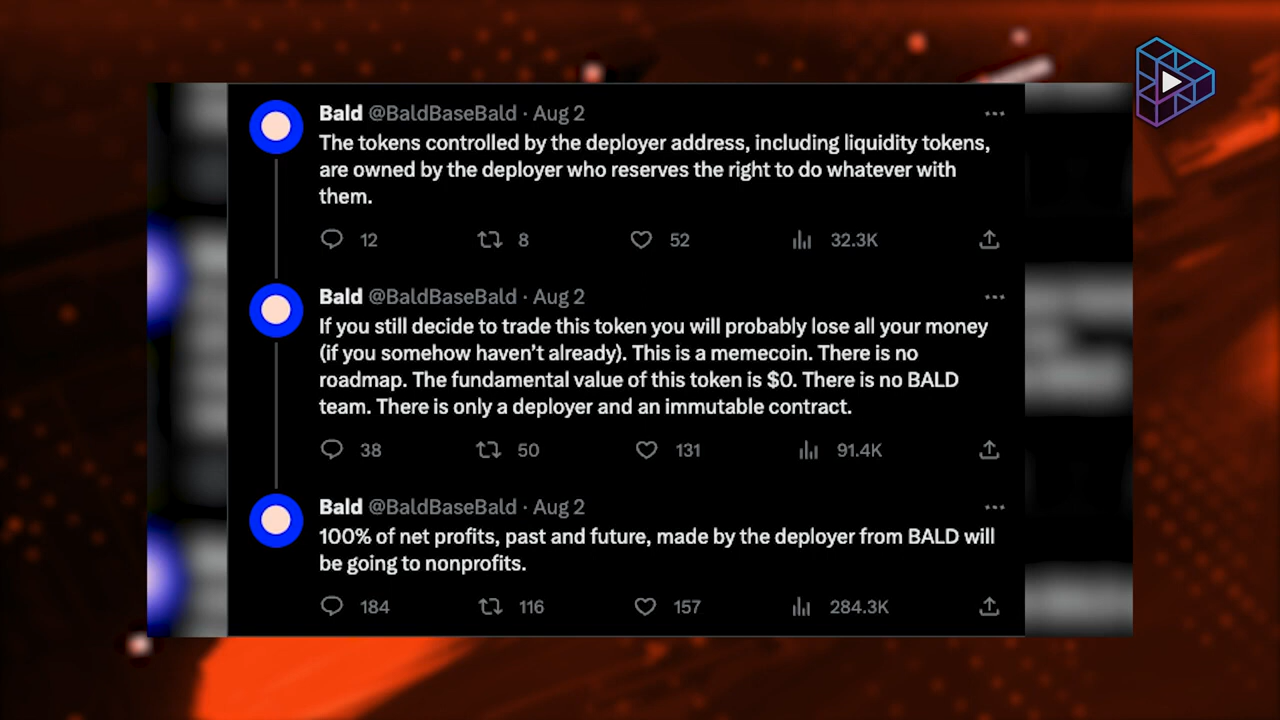 Bald @BaldBaseBald · Aug 2
The tokens controlled by the deployer address, including liquidity tokens,
are owned by the deployer who reserves the right to do whatever with
them.
12 8 52 32.3K
Bald @BaldBaseBald · Aug 2
If you still decide to trade this token you will probably lose all your money
(if you somehow haven’t already). This is a memecoin. There is no
roadmap. The fundamental value of this token is $0. There is no BALD
team. There is only a deployer and an immutable contract.
38 50 131 91.4K
Bald @BaldBaseBald · Aug 2
100% of net profits, past and future, made by the deployer from BALD will
be going to nonprofits.
184 116 157 284.3K